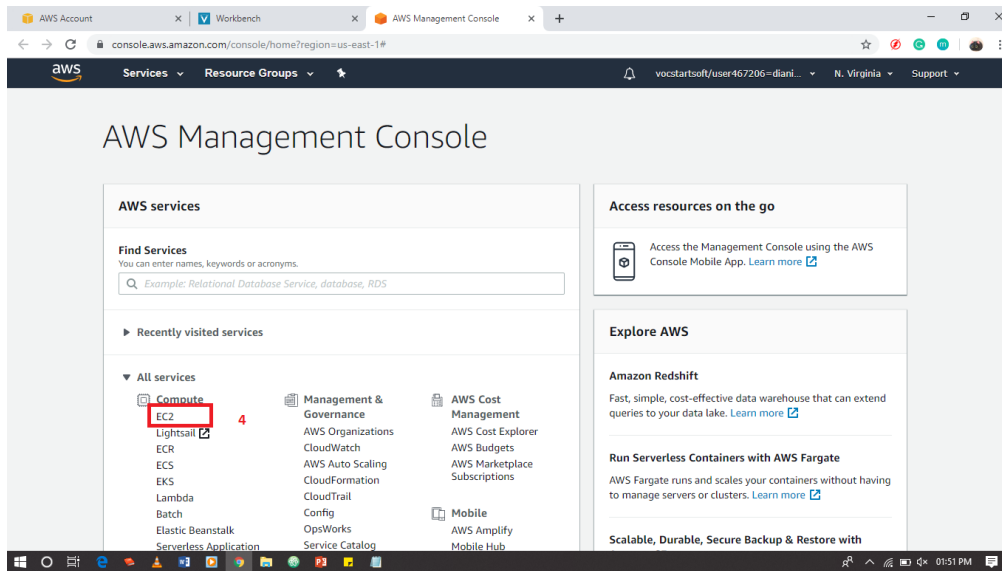 AWS Account
Workbench
AWS Management Console
console.aws.amazon.com/console/home?region=us-east-1#
aws
Services
Resource Groups
vocstartsoft/user467206=diani...
N. Virginia
Support
AWS Management Console
AWS services
Find Services
You can enter names, keywords or acronyms.
Example: Relational Database Service, database, RDS
Recently visited services
All services
Compute
EC2
4
Lightsail
ECR
ECS
EKS
Lambda
Batch
Elastic Beanstalk
Serverless Application
Management &
Governance
AWS Organizations
CloudWatch
AWS Auto Scaling
CloudFormation
CloudTrail
Config
OpsWorks
Service Catalog
AWS Cost
Management
AWS Cost Explorer
AWS Budgets
AWS Marketplace
Subscriptions
Mobile
AWS Amplify
Mobile Hub
Access resources on the go
Access the Management Console using the AWS
Console Mobile App. Learn more
Explore AWS
Amazon Redshift
Fast, simple, cost-effective data warehouse that can extend
queries to your data lake. Learn more
Run Serverless Containers with AWS Fargate
AWS Fargate runs and scales your containers without having
to manage servers or clusters. Learn more
Scalable, Durable, Secure Backup & Restore with
01:51 PM